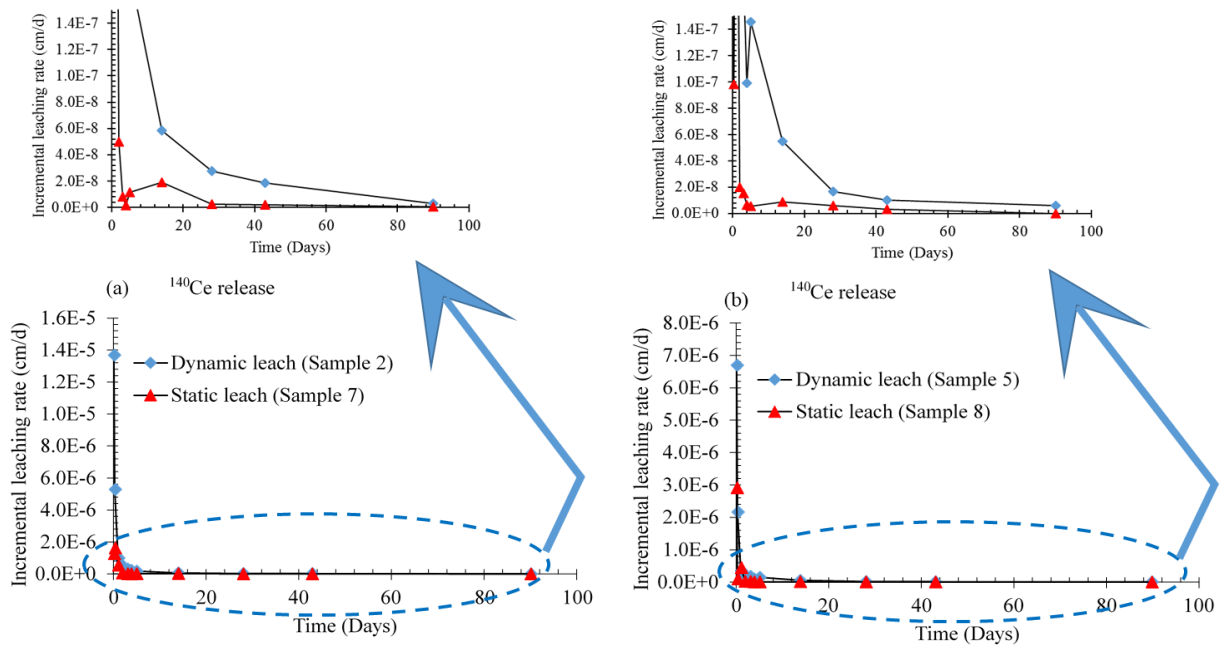 Incremental leaching rate (cm/d)
1.4E-7
1.2E-7
1.0E-7
8.0E-8
6.0E-8
4.0E-8
2.0E-8
0.0E+0
0 20 40 60 80 100
Time (Days)
Incremental leaching rate (cm/d)
1.4E-7
1.2E-7
1.0E-7
8.0E-8
6.0E-8
4.0E-8
2.0E-8
0.0E+0
0 20 40 60 80 100
Time (Days)
(a) ¹⁴⁰Ce release
Incremental leaching rate (cm/d)
1.6E-5
1.4E-5
1.2E-5
1.0E-5
8.0E-6
6.0E-6
4.0E-6
2.0E-6
0.0E+0
Dynamic leach (Sample 2)
Static leach (Sample 7)
0 20 40 60 80 100
Time (Days)
(b) ¹⁴⁰Ce release
Incremental leaching rate (cm/d)
8.0E-6
7.0E-6
6.0E-6
5.0E-6
4.0E-6
3.0E-6
2.0E-6
1.0E-6
0.0E+0
Dynamic leach (Sample 5)
Static leach (Sample 8)
0 20 40 60 80 100
Time (Days)